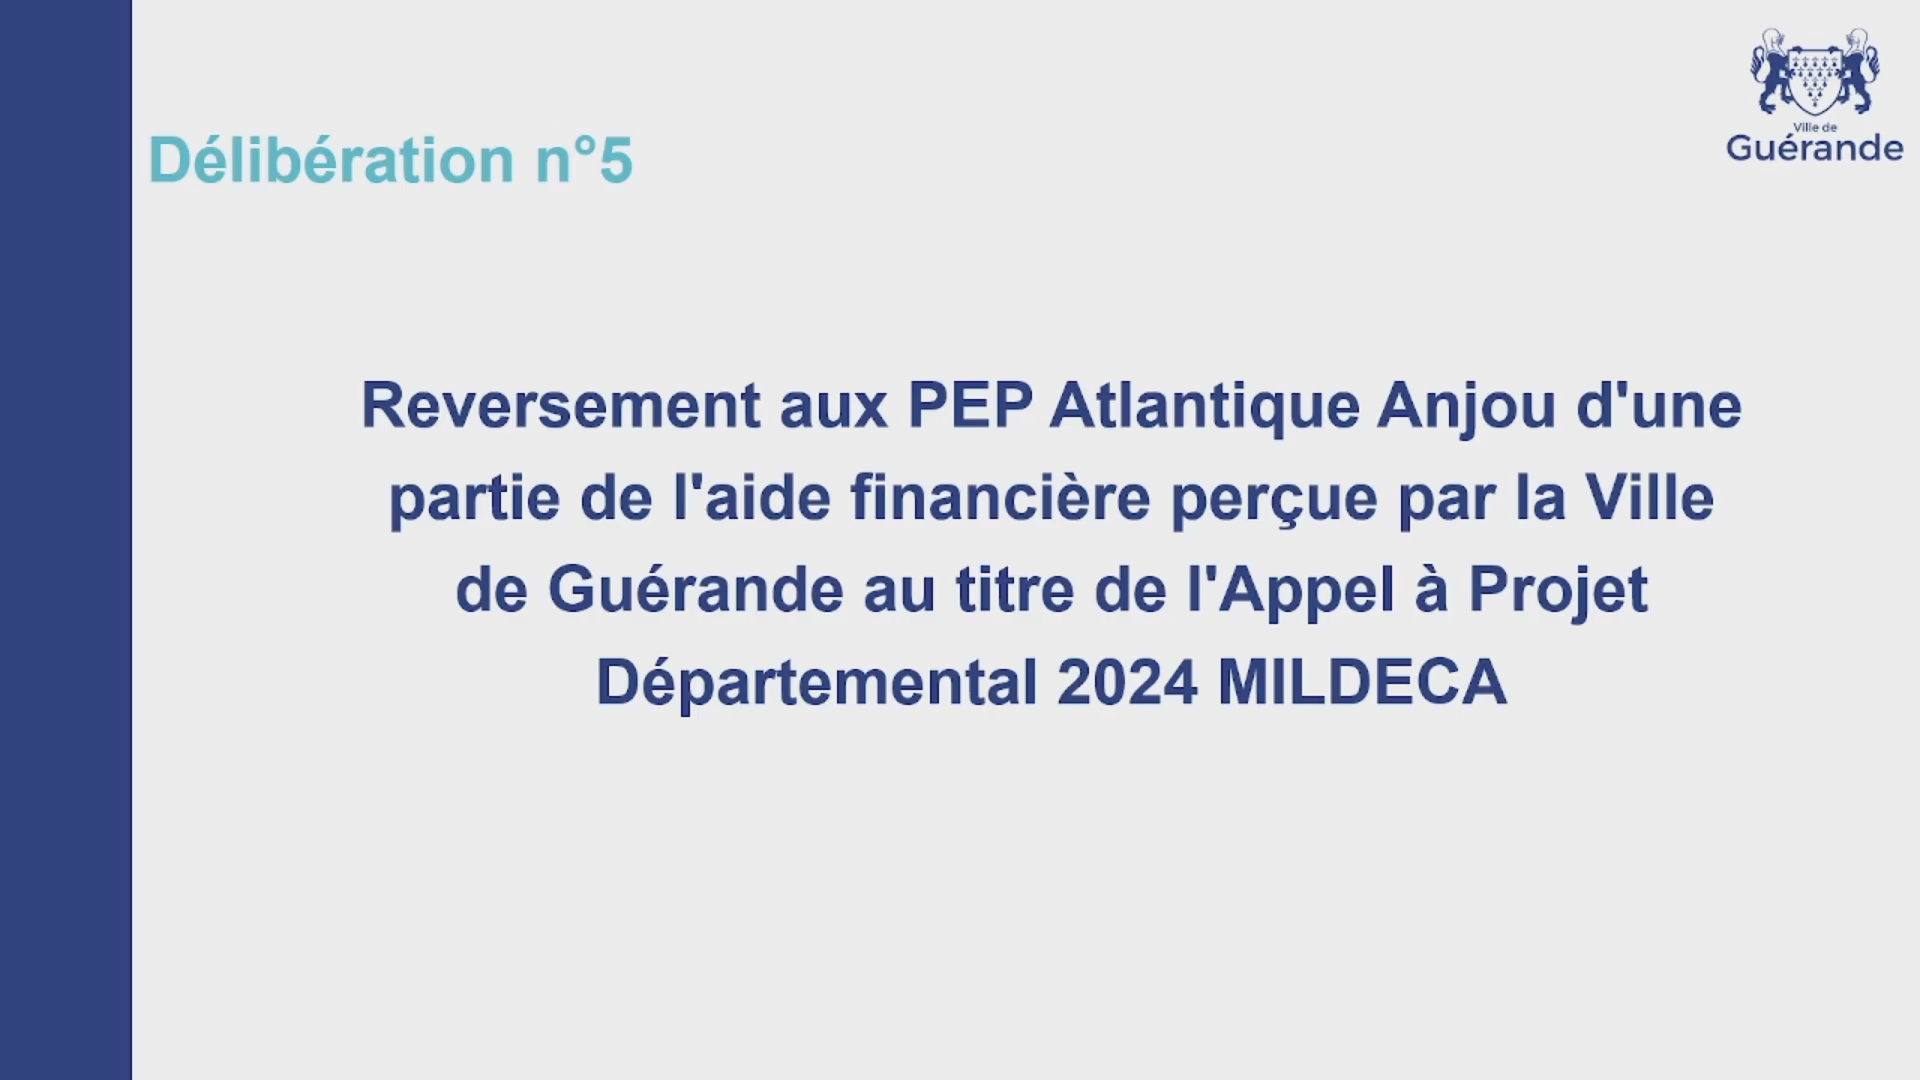 Ville de
Guérande
Délibération n°5
Reversement aux PEP Atlantique Anjou d'une
partie de l'aide financière perçue par la Ville
de Guérande au titre de l'Appel à Projet
Départemental 2024 MILDECA